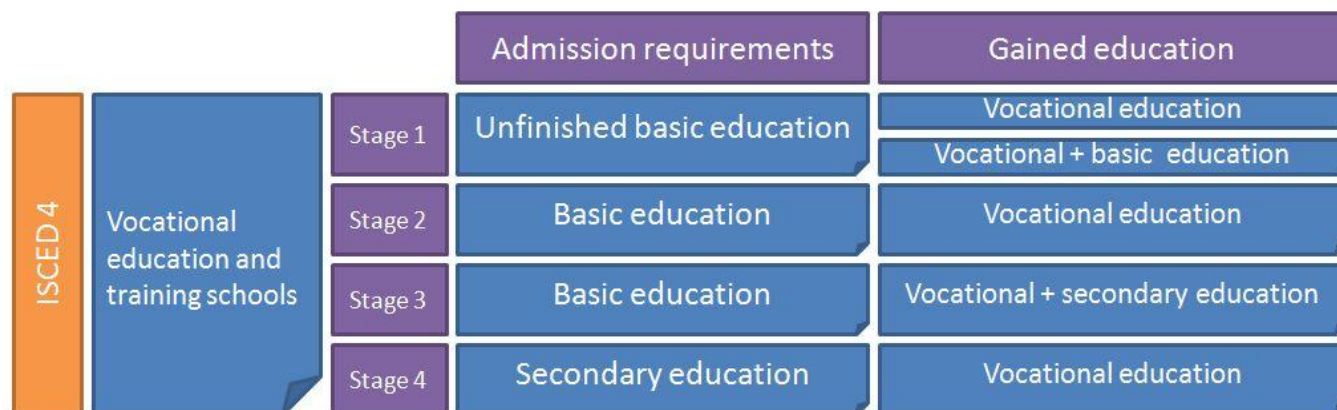 Admission requirements
Gained education
ISCED 4
Vocational
education and
training schools
Stage 1
Unfinished basic education
Vocational education
Vocational + basic education
Stage 2
Basic education
Vocational education
Stage 3
Basic education
Vocational + secondary education
Stage 4
Secondary education
Vocational education